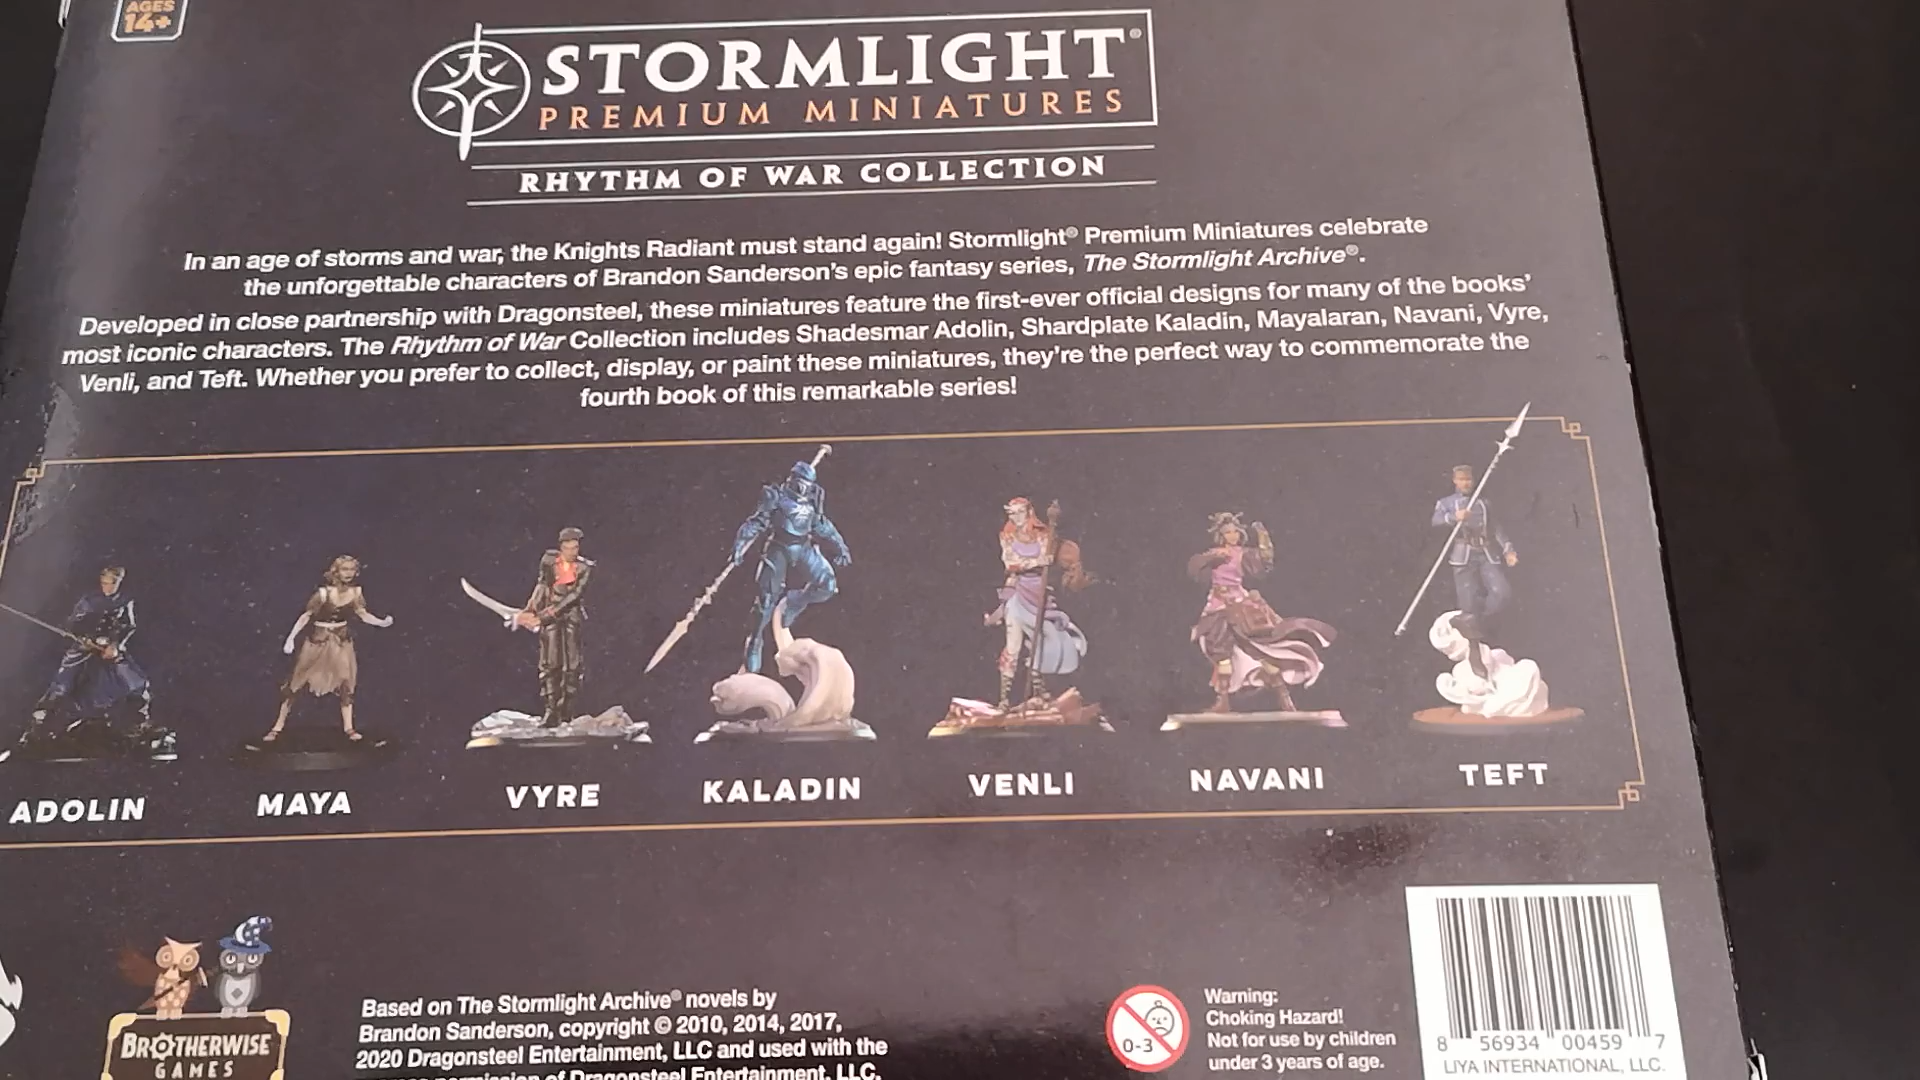 AGES
14+
STORMLIGHT®
PREMIUM MINIATURES
RHYTHM OF WAR COLLECTION
In an age of storms and war, the Knights Radiant must stand again! Stormlight® Premium Miniatures celebrate
the unforgettable characters of Brandon Sanderson's epic fantasy series, The Stormlight Archive®.
Developed in close partnership with Dragonsteel, these miniatures feature the first-ever official designs for many of the books'
most iconic characters. The Rhythm of War Collection includes Shadesmar Adolin, Shardplate Kaladin, Mayalaran, Navani, Vyre,
Venli, and Teft. Whether you prefer to collect, display, or paint these miniatures, they're the perfect way to commemorate the
fourth book of this remarkable series!
ADOLIN
MAYA
VYRE
KALADIN
VENLI
NAVANI
TEFT
BROTHERWISE
GAMES
Based on The Stormlight Archive® novels by
Brandon Sanderson, copyright © 2010, 2014, 2017,
2020 Dragonsteel Entertainment, LLC and used with the
permission of Dragonsteel Entertainment, LLC.
0-3
Warning:
Choking Hazard!
Not for use by children
under 3 years of age.
8 56934 00459 7
LIYA INTERNATIONAL, LLC.